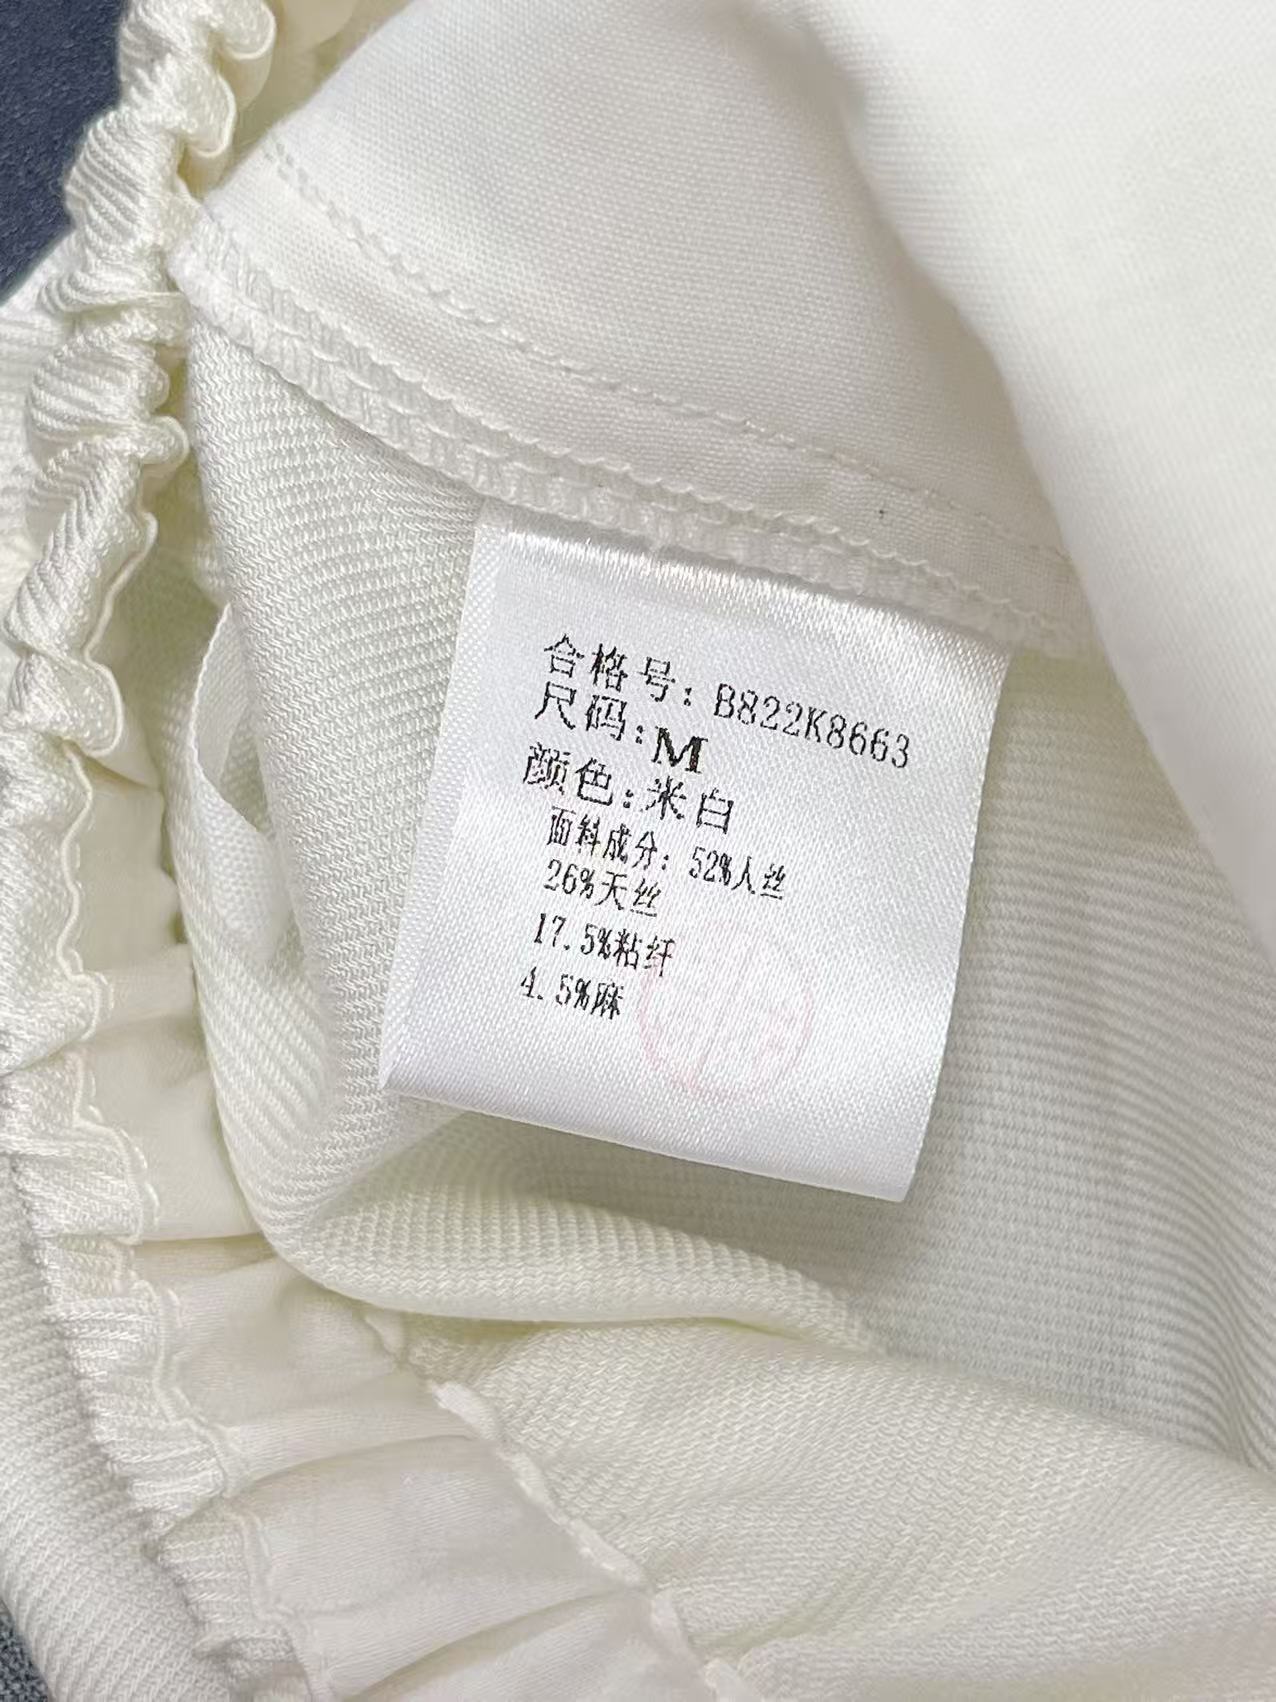 合格号：B822K8663
尺码：M
颜色：米白
面料成分：52%人丝
26%天丝
17.5%粘纤
4.5%麻